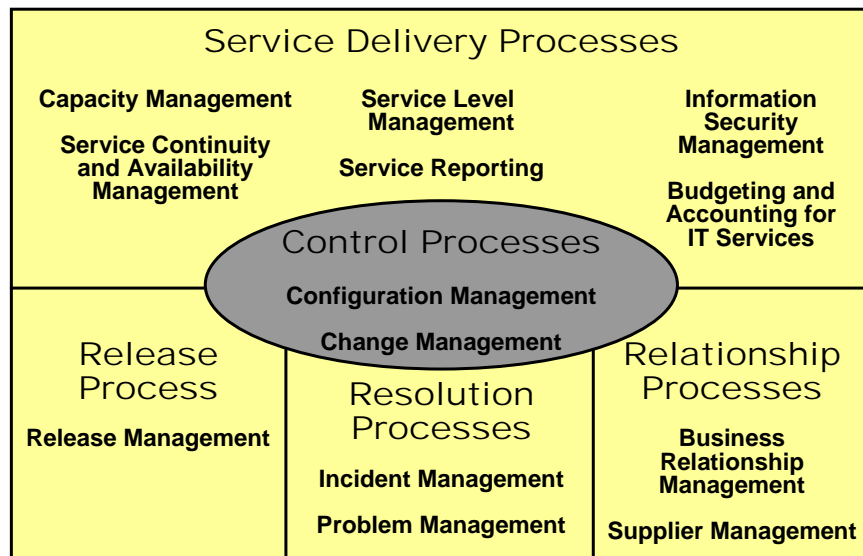 Service Delivery Processes
Capacity Management
Service Continuity
and Availability
Management
Service Level
Management
Service Reporting
Information
Security
Management
Budgeting and
Accounting for
IT Services
Control Processes
Configuration Management
Change Management
Release
Process
Release Management
Resolution
Processes
Incident Management
Problem Management
Relationship
Processes
Business
Relationship
Management
Supplier Management